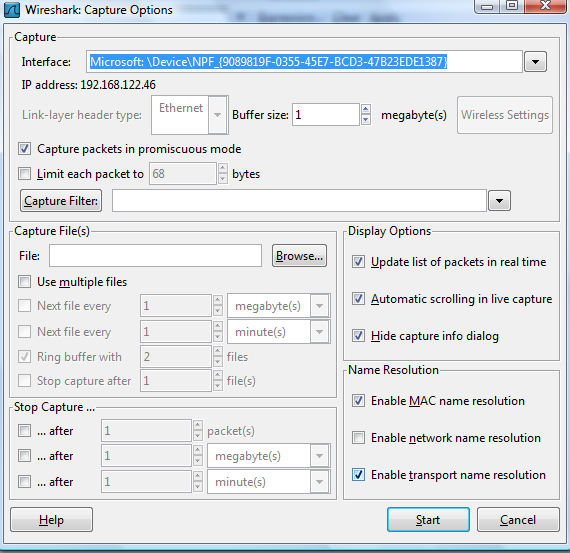 Wireshark: Capture Options
Capture
Interface: Microsoft: \Device\NPF_{9089819F-0355-45E7-BCD3-47B23EDE1387}
IP address: 192.168.122.46
Link-layer header type: Ethernet Buffer size: 1 megabyte(s) Wireless Settings
Capture packets in promiscuous mode
Limit each packet to 68 bytes
Capture Filter:
Capture File(s)
File: Browse...
Use multiple files
Next file every 1 megabyte(s)
Next file every 1 minute(s)
Ring buffer with 2 files
Stop capture after 1 file(s)
Stop Capture ...
... after 1 packet(s)
... after 1 megabyte(s)
... after 1 minute(s)
Display Options
Update list of packets in real time
Automatic scrolling in live capture
Hide capture info dialog
Name Resolution
Enable MAC name resolution
Enable network name resolution
Enable transport name resolution
Help Start Cancel